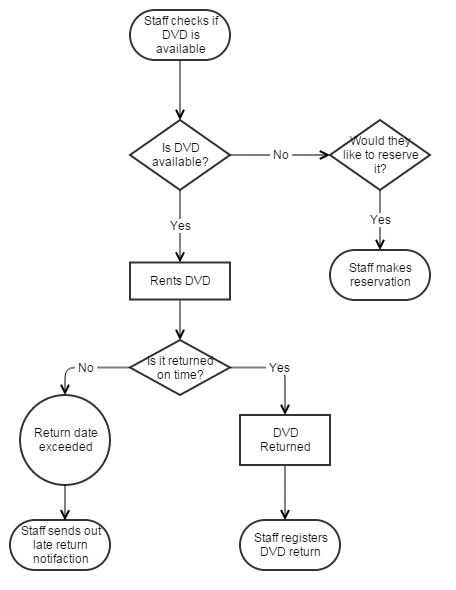 Staff checks if
DVD is
available
Is DVD
available?
No
Would they
like to reserve
it?
Yes
Yes
Staff makes
reservation
Rents DVD
Is it returned
on time?
No
Yes
Return date
exceeded
DVD
Returned
Staff sends out
late return
notifaction
Staff registers
DVD return